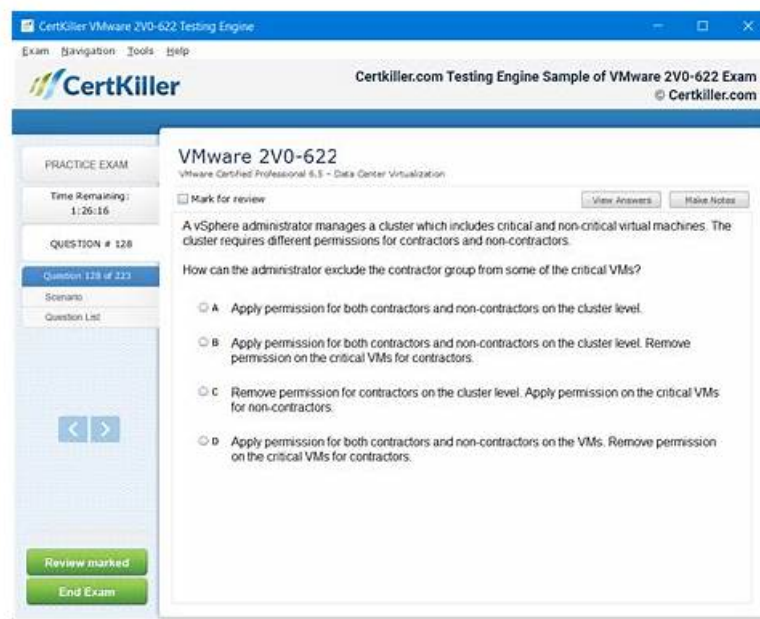 CertKiller VMware 2V0-622 Testing Engine
Exam Navigation Tools Help
CertKiller
Certkiller.com Testing Engine Sample of VMware 2V0-622 Exam
© Certkiller.com
PRACTICE EXAM
Time Remaining:
1:26:16
QUESTION # 128
Question 128 of 223
Scenario
Question List
Review marked
End Exam
VMware 2V0-622
VMware Certified Professional 6.5 - Data Center Virtualization
Mark for review
View Answers
Make Notes
A vSphere administrator manages a cluster which includes critical and non-critical virtual machines. The
cluster requires different permissions for contractors and non-contractors.
How can the administrator exclude the contractor group from some of the critical VMs?
A Apply permission for both contractors and non-contractors on the cluster level.
B Apply permission for both contractors and non-contractors on the cluster level. Remove
permission on the critical VMs for contractors.
C Remove permission for contractors on the cluster level. Apply permission on the critical VMs
for non-contractors.
D Apply permission for both contractors and non-contractors on the VMs. Remove permission
on the critical VMs for contractors.